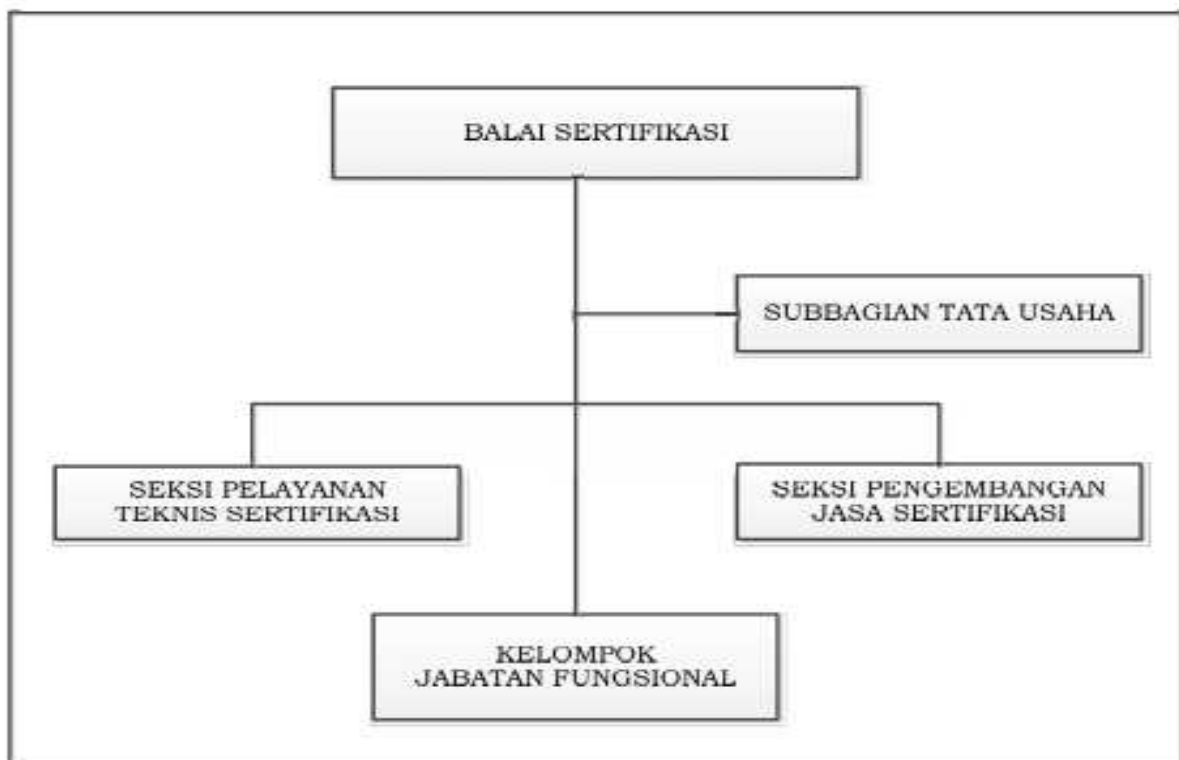 BALAI SERTIFIKASI
SUBBAGIAN TATA USAHA
SEKSI PELAYANAN
TEKNIS SERTIFIKASI
SEKSI PENGEMBANGAN
JASA SERTIFIKASI
KELOMPOK
JABATAN FUNGSIONAL